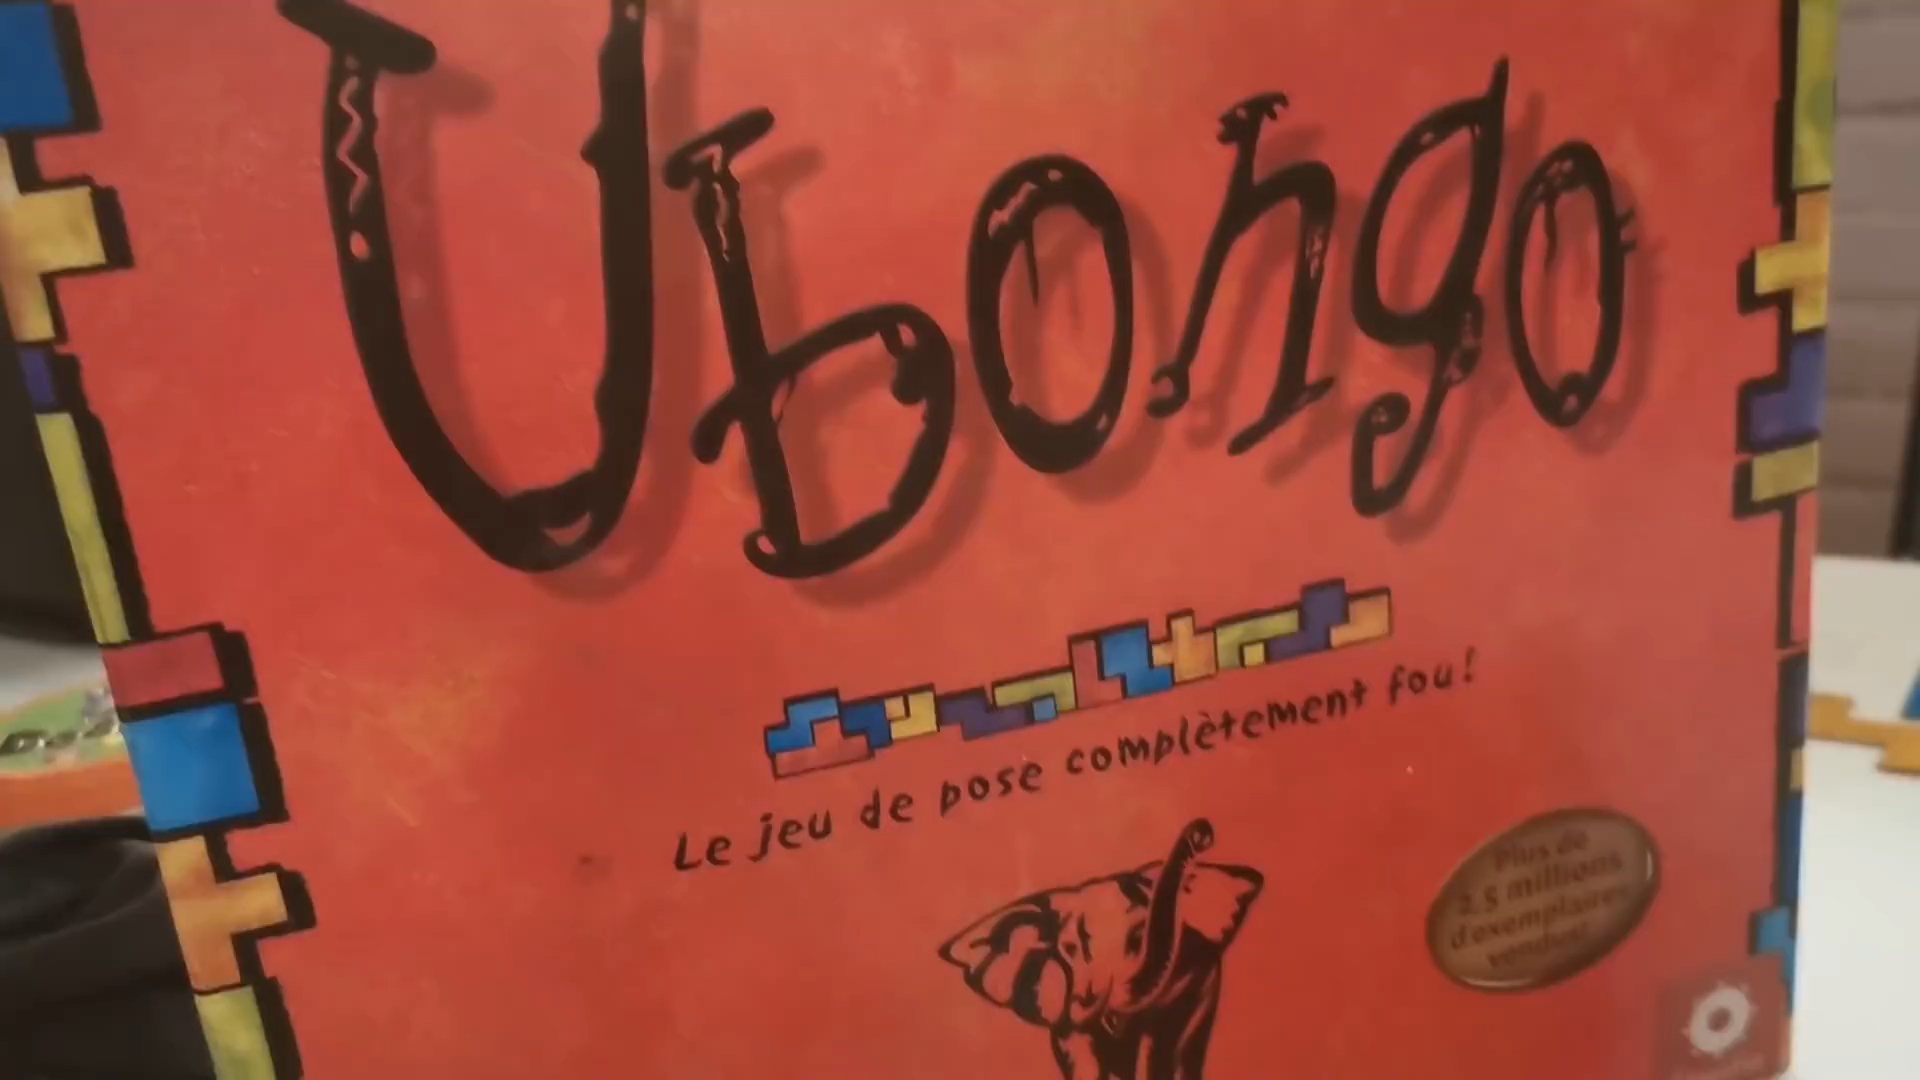 Ubongo
Le jeu de pose complètement fou!
Plus de
2.5 millions
d'exemplaires
vendus!